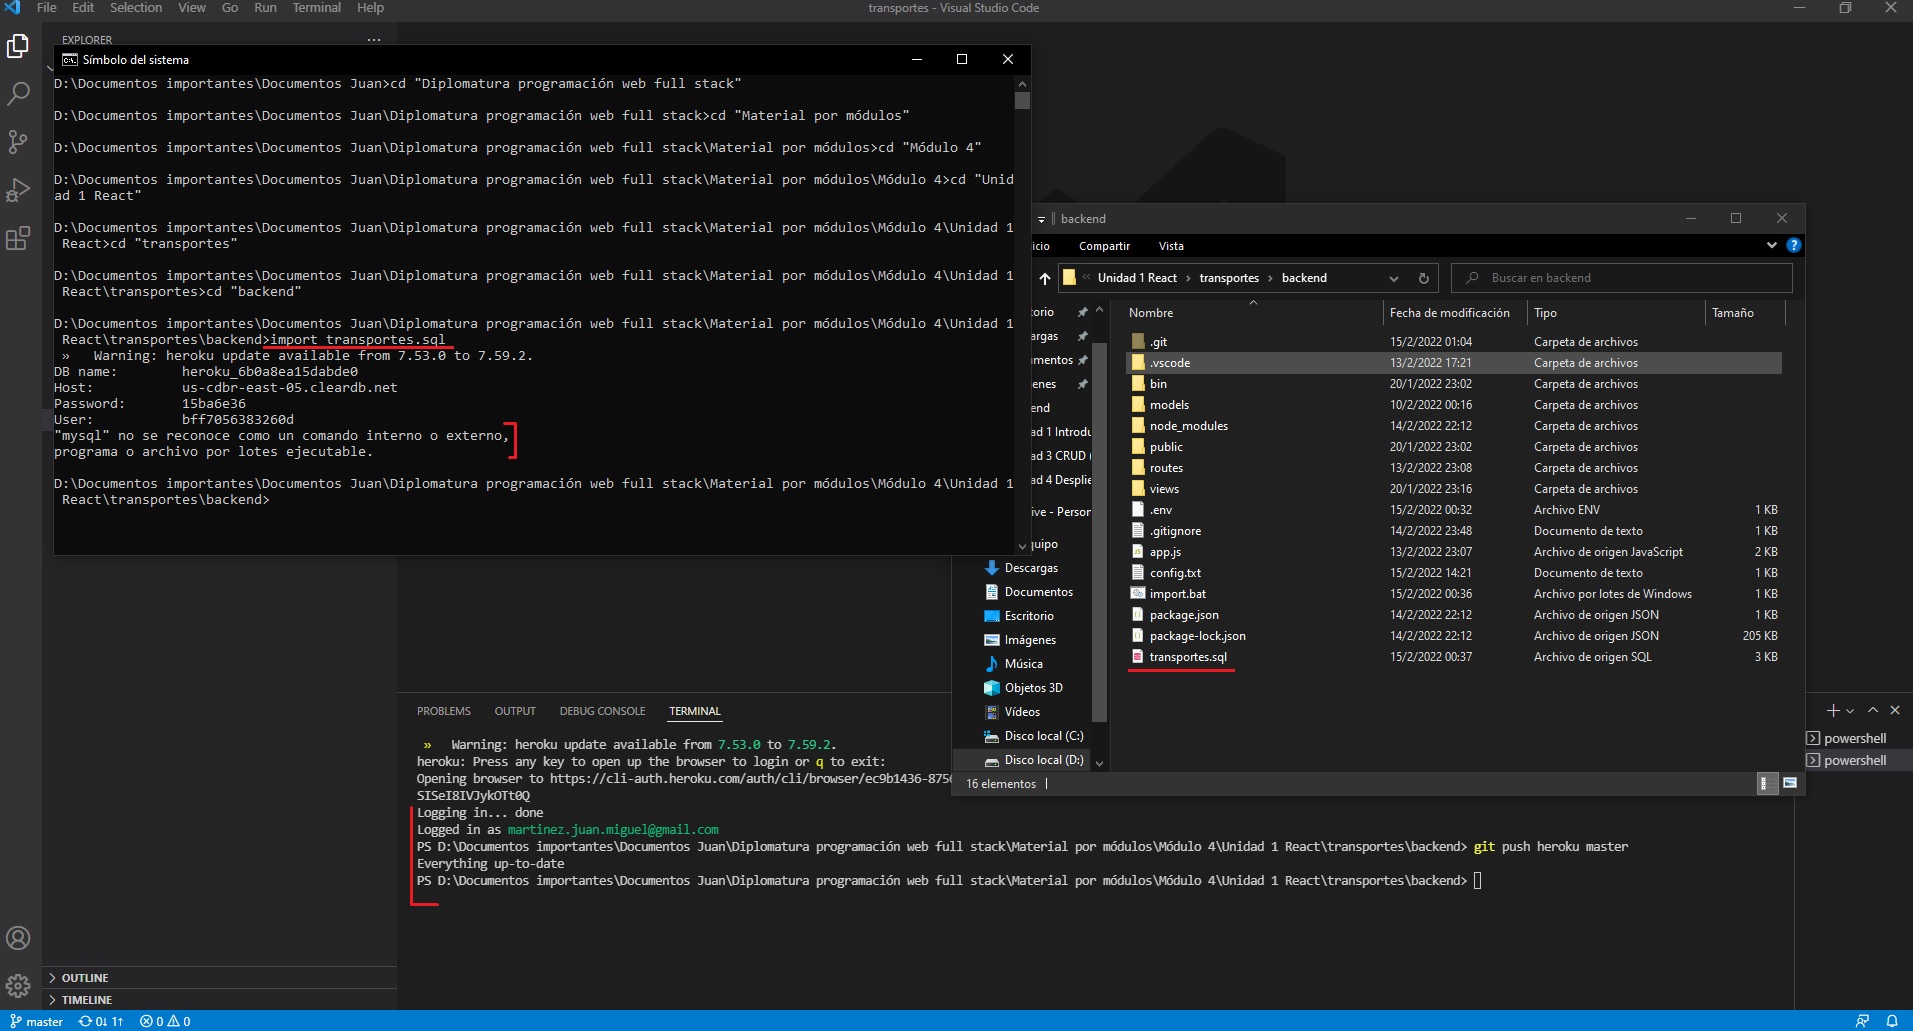 File Edit Selection View Go Run Terminal Help
transportes - Visual Studio Code
EXPLORER
Símbolo del sistema
D:\Documentos importantes\Documentos Juan>cd "Diplomatura programación web full stack"
D:\Documentos importantes\Documentos Juan\Diplomatura programación web full stack>cd "Material por módulos"
D:\Documentos importantes\Documentos Juan\Diplomatura programación web full stack\Material por módulos>cd "Módulo 4"
D:\Documentos importantes\Documentos Juan\Diplomatura programación web full stack\Material por módulos\Módulo 4>cd "Unid
ad 1 React"
D:\Documentos importantes\Documentos Juan\Diplomatura programación web full stack\Material por módulos\Módulo 4\Unidad 1
React>cd "transportes"
D:\Documentos importantes\Documentos Juan\Diplomatura programación web full stack\Material por módulos\Módulo 4\Unidad 1
React\transportes>cd "backend"
D:\Documentos importantes\Documentos Juan\Diplomatura programación web full stack\Material por módulos\Módulo 4\Unidad 1
React\transportes\backend>import transportes.sql
» Warning: heroku update available from 7.53.0 to 7.59.2.
DB name: heroku_6b0a8ea15dabde0
Host: us-cdbr-east-05.cleardb.net
Password: 15ba6e36
User: bff7056383260d
"mysql" no se reconoce como un comando interno o externo,
programa o archivo por lotes ejecutable.
D:\Documentos importantes\Documentos Juan\Diplomatura programación web full stack\Material por módulos\Módulo 4\Unidad 1
React\transportes\backend>
backend
icio Compartir Vista
« Unidad 1 React > transportes > backend
Buscar en backend
orio
argas
mentos
enes
end
ad 1 Introdu
ad 3 CRUD (
ad 4 Desplie
ive - Person
quipo
Descargas
Documentos
Escritorio
Imágenes
Música
Objetos 3D
Vídeos
Disco local (C:)
Disco local (D:)
Nombre Fecha de modificación Tipo Tamaño
.git 15/2/2022 01:04 Carpeta de archivos
.vscode 13/2/2022 17:21 Carpeta de archivos
bin 20/1/2022 23:02 Carpeta de archivos
models 10/2/2022 00:16 Carpeta de archivos
node_modules 14/2/2022 22:12 Carpeta de archivos
public 20/1/2022 23:02 Carpeta de archivos
routes 13/2/2022 23:08 Carpeta de archivos
views 20/1/2022 23:16 Carpeta de archivos
.env 15/2/2022 00:32 Archivo ENV 1 KB
.gitignore 14/2/2022 23:48 Documento de texto 1 KB
app.js 13/2/2022 23:07 Archivo de origen JavaScript 2 KB
config.txt 15/2/2022 14:21 Documento de texto 1 KB
import.bat 15/2/2022 00:36 Archivo por lotes de Windows 1 KB
package.json 14/2/2022 22:12 Archivo de origen JSON 1 KB
package-lock.json 14/2/2022 22:12 Archivo de origen JSON 205 KB
transportes.sql 15/2/2022 00:37 Archivo de origen SQL 3 KB
16 elementos
PROBLEMS OUTPUT DEBUG CONSOLE TERMINAL
» Warning: heroku update available from 7.53.0 to 7.59.2.
heroku: Press any key to open up the browser to login or q to exit:
Opening browser to https://cli-auth.heroku.com/auth/cli/browser/ec9b1436-875
SISeI8IVJykOTt0Q
Logging in... done
Logged in as martinez.juan.miguel@gmail.com
PS D:\Documentos importantes\Documentos Juan\Diplomatura programación web full stack\Material por módulos\Módulo 4\Unidad 1 React\transportes\backend> git push heroku master
Everything up-to-date
PS D:\Documentos importantes\Documentos Juan\Diplomatura programación web full stack\Material por módulos\Módulo 4\Unidad 1 React\transportes\backend>
powershell
powershell
OUTLINE
TIMELINE
master 0↓ 1↑ 0 0